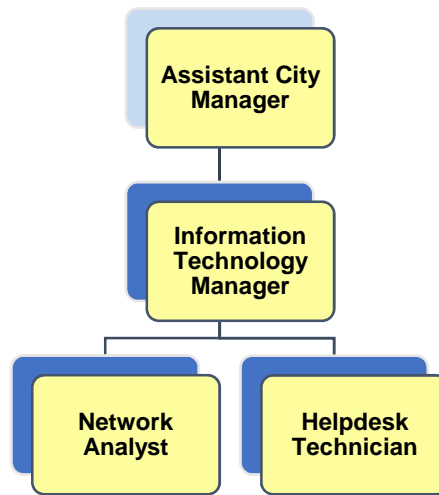 Assistant City
Manager
Information
Technology
Manager
Network
Analyst
Helpdesk
Technician